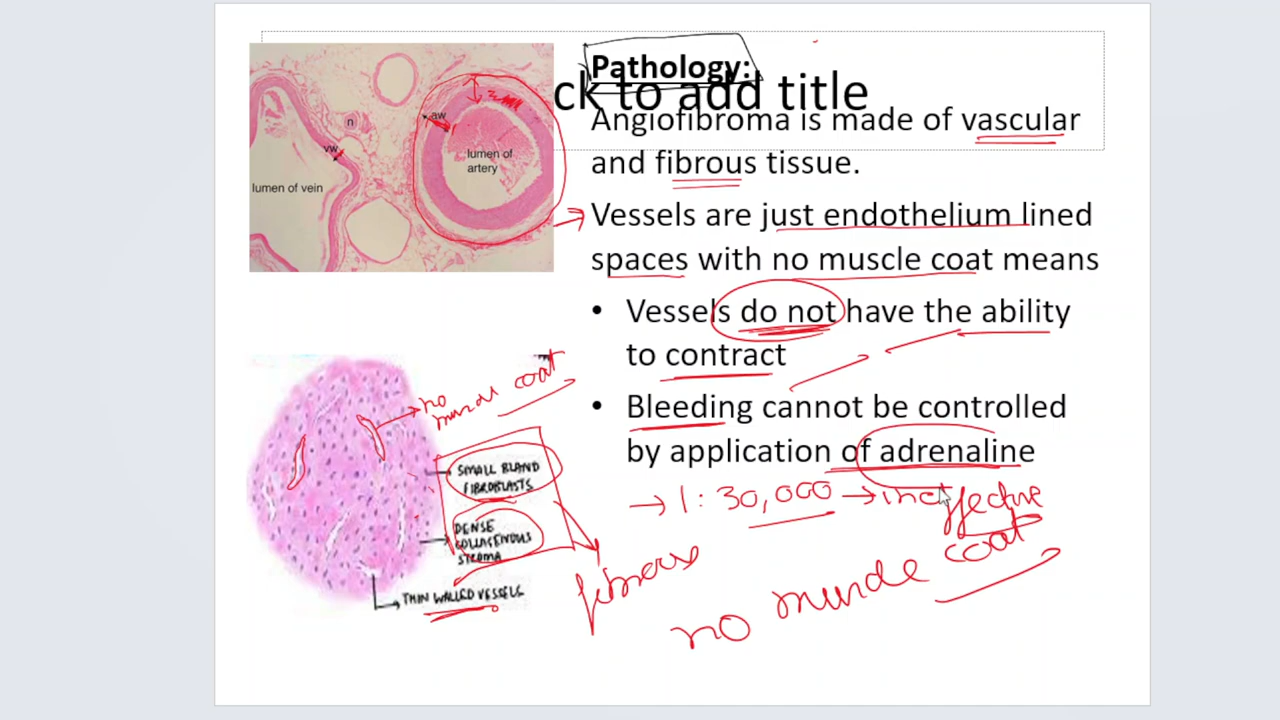 Pathology:
ck to add title
Angiofibroma is made of vascular
and fibrous tissue.
Vessels are just endothelium lined
spaces with no muscle coat means
• Vessels do not have the ability
to contract
• Bleeding cannot be controlled
by application of adrenaline
→ 1: 30,000 → ineffective
no muscle coat
aw
n
vw
lumen of
artery
lumen of vein
no
muscle coat
SMALL BLAND
FIBROBLASTS
DENSE
COLLAGENOUS
STROMA
THIN WALLED VESSELS
fibrous